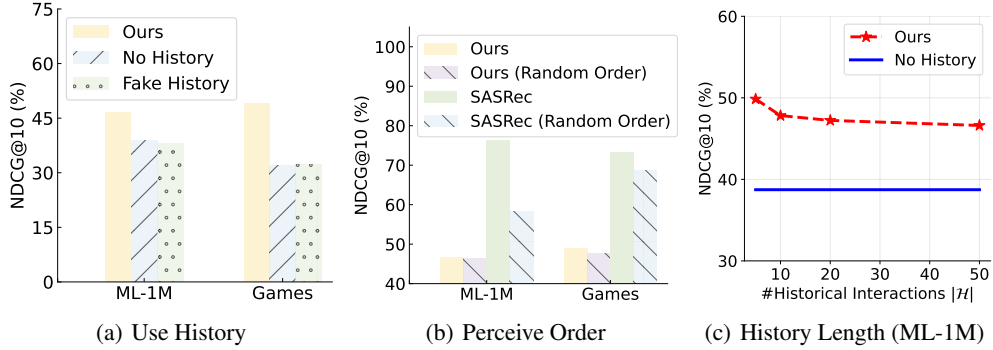 75
60
45
30
15
0
NDCG@10 (%)
Ours
No History
Fake History
ML-1M
Games
(a) Use History
100
90
80
70
60
50
40
NDCG@10 (%)
Ours
Ours (Random Order)
SASRec
SASRec (Random Order)
ML-1M
Games
(b) Perceive Order
60
50
40
30
NDCG@10 (%)
Ours
No History
10 20 30 40 50
#Historical Interactions |ℋ|
(c) History Length (ML-1M)